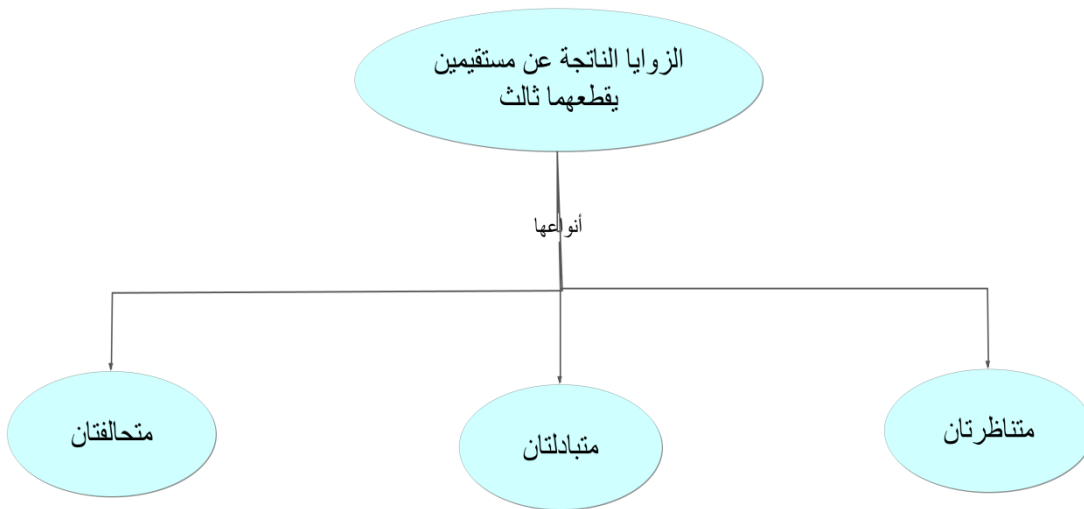 الزوايا الناتجة عن مستقيمين
يقطعهما ثالث
أنواعها
متناظرتان
متبادلتان
متحالفتان